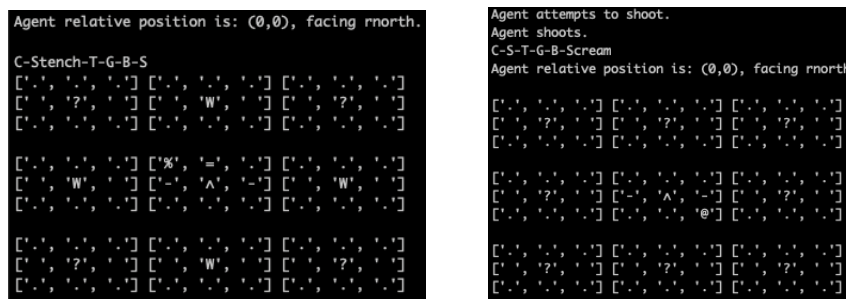 Agent relative position is: (0,0), facing rnorth.
C-Stench-T-G-B-S
['.', '.', '.'] ['.', '.', '.'] ['.', '.', '.']
[' ', '?', ' '] [' ', 'W', ' '] [' ', '?', ' ']
['.', '.', '.'] ['.', '.', '.'] ['.', '.', '.']
['.', '.', '.'] ['%', '=', '.'] ['.', '.', '.']
[' ', 'W', ' '] ['-', '^', '-'] [' ', 'W', ' ']
['.', '.', '.'] ['.', '.', '.'] ['.', '.', '.']
['.', '.', '.'] ['.', '.', '.'] ['.', '.', '.']
[' ', '?', ' '] [' ', 'W', ' '] [' ', '?', ' ']
['.', '.', '.'] ['.', '.', '.'] ['.', '.', '.']
Agent attempts to shoot.
Agent shoots.
C-S-T-G-B-Scream
Agent relative position is: (0,0), facing rnorth
['.', '.', '.'] ['.', '.', '.'] ['.', '.', '.']
[' ', '?', ' '] [' ', '?', ' '] [' ', '?', ' ']
['.', '.', '.'] ['.', '.', '.'] ['.', '.', '.']
['.', '.', '.'] ['.', '.', '.'] ['.', '.', '.']
[' ', '?', ' '] ['-', '^', '-'] [' ', '?', ' ']
['.', '.', '.'] ['.', '.', '@'] ['.', '.', '.']
['.', '.', '.'] ['.', '.', '.'] ['.', '.', '.']
[' ', '?', ' '] [' ', '?', ' '] [' ', '?', ' ']
['.', '.', '.'] ['.', '.', '.'] ['.', '.', '.']